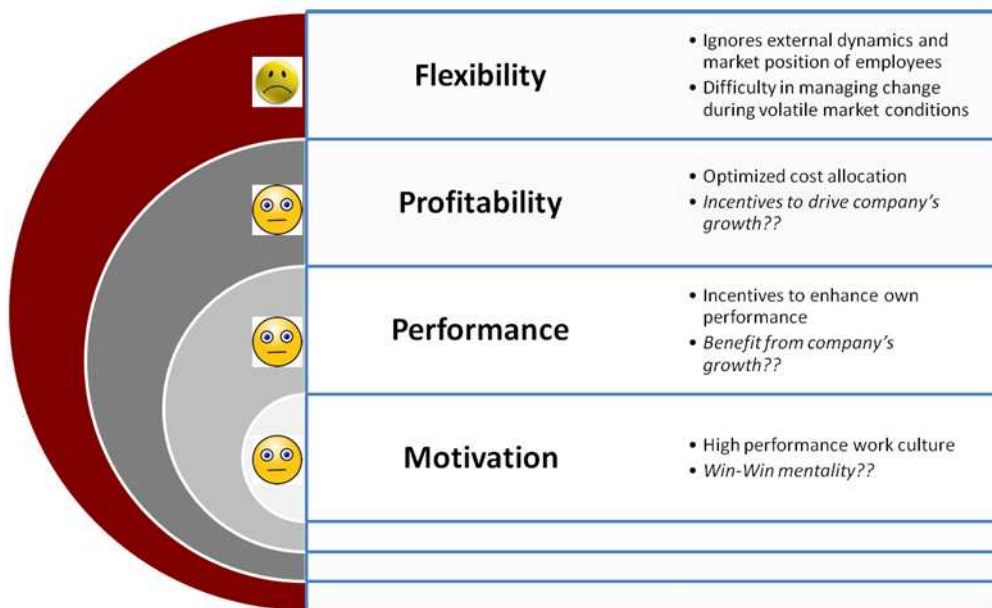 Flexibility
• Ignores external dynamics and
market position of employees
• Difficulty in managing change
during volatile market conditions
Profitability
• Optimized cost allocation
• Incentives to drive company's
growth??
Performance
• Incentives to enhance own
performance
• Benefit from company's
growth??
Motivation
• High performance work culture
• Win-Win mentality??